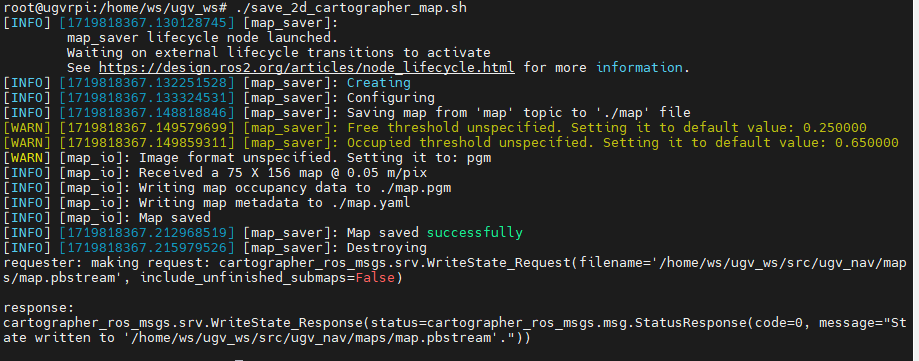 root@ugvrpi:/home/ws/ugv_ws# ./save_2d_cartographer_map.sh
[INFO] [1719818367.130128745] [map_saver]:
        map_saver lifecycle node launched.
        Waiting on external lifecycle transitions to activate
        See https://design.ros2.org/articles/node_lifecycle.html for more information.
[INFO] [1719818367.132251528] [map_saver]: Creating
[INFO] [1719818367.133324531] [map_saver]: Configuring
[INFO] [1719818367.148818846] [map_saver]: Saving map from 'map' topic to './map' file
[WARN] [1719818367.149579699] [map_saver]: Free threshold unspecified. Setting it to default value: 0.250000
[WARN] [1719818367.149859311] [map_saver]: Occupied threshold unspecified. Setting it to default value: 0.650000
[WARN] [map_io]: Image format unspecified. Setting it to: pgm
[INFO] [map_io]: Received a 75 X 156 map @ 0.05 m/pix
[INFO] [map_io]: Writing map occupancy data to ./map.pgm
[INFO] [map_io]: Writing map metadata to ./map.yaml
[INFO] [map_io]: Map saved
[INFO] [1719818367.212968519] [map_saver]: Map saved successfully
[INFO] [1719818367.215979526] [map_saver]: Destroying
requester: making request: cartographer_ros_msgs.srv.WriteState_Request(filename='/home/ws/ugv_ws/src/ugv_nav/map
s/map.pbstream', include_unfinished_submaps=False)

response:
cartographer_ros_msgs.srv.WriteState_Response(status=cartographer_ros_msgs.msg.StatusResponse(code=0, message="St
ate written to '/home/ws/ugv_ws/src/ugv_nav/maps/map.pbstream'."))